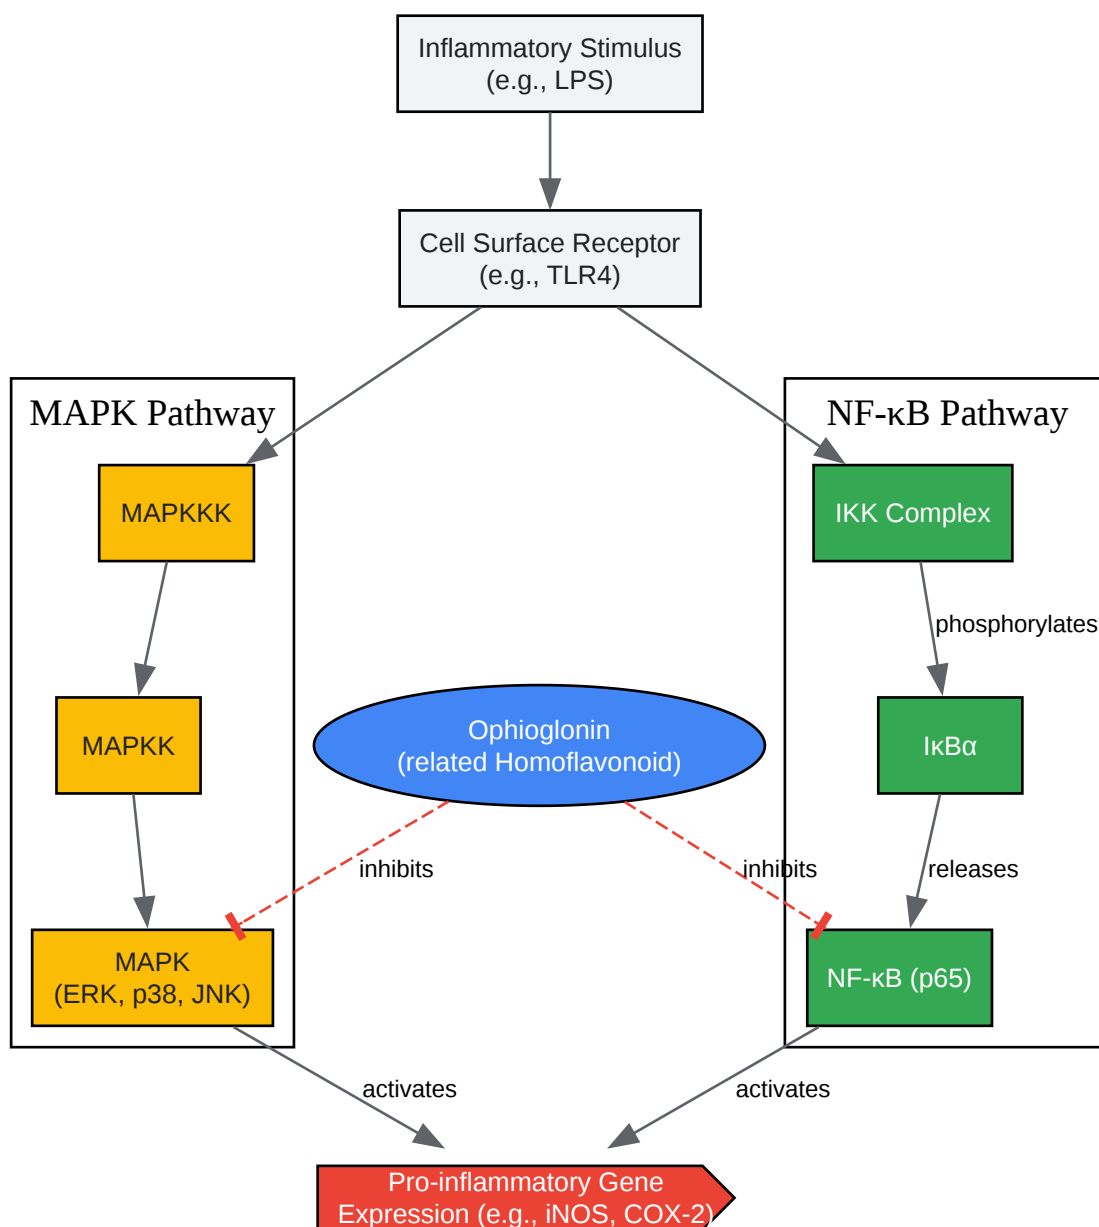 Inflammatory Stimulus
(e.g., LPS)
Cell Surface Receptor
(e.g., TLR4)
MAPK Pathway
NF-κB Pathway
MAPKKK
IKK Complex
phosphorylates
MAPKK
Ophioglonin
(related Homoflavonoid)
IκBα
inhibits
inhibits
releases
MAPK
(ERK, p38, JNK)
NF-κB (p65)
activates
activates
Pro-inflammatory Gene
Expression (e.g., iNOS, COX-2)